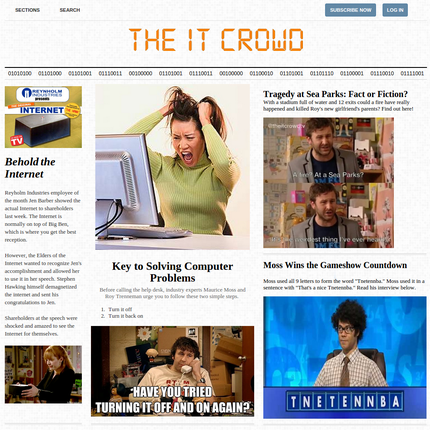 SECTIONS SEARCH SUBSCRIBE NOW LOG IN
THE IT CROWD
01010100 01101000 01101001 01110011 00100000 01101001 01110011 00100000 01100010 01101001 01101110 01100001 01110010 01111001
REYNHOLM
INDUSTRIES
presents
INTERNET
TV
Behold the
Internet
Reynholm Industries employee of
the month Jen Barber showed the
actual Internet to shareholders
last week. The Internet is
normally on top of Big Ben,
which is where you get the best
reception.
However, the Elders of the
Internet wanted to recognize Jen's
accomplishment and allowed her
to use it in her speech. Stephen
Hawking himself demagnetized
the internet and sent his
congratulations to Jen.
Shareholders at the speech were
shocked and amazed to see the
Internet for themselves.
Key to Solving Computer
Problems
Before calling the help desk, industry experts Maurice Moss and
Roy Trenneman urge you to follow these two simple steps.
1. Turn it off
2. Turn it back on
HAVE YOU TRIED
TURNING IT OFF AND ON AGAIN?
Tragedy at Sea Parks: Fact or Fiction?
With a stadium full of water and 12 exits could a fire have really
happened and killed Roy's new girlfriend's parents? Find out here!
A fire? At a Sea Parks?
weirdest thing I've ever heard
Moss Wins the Gameshow Countdown
Moss used all 9 letters to form the word "Tnetennba." Moss used it in a
sentence with "That's a nice Tnetennba." Read his interview below.
TNETENNBA